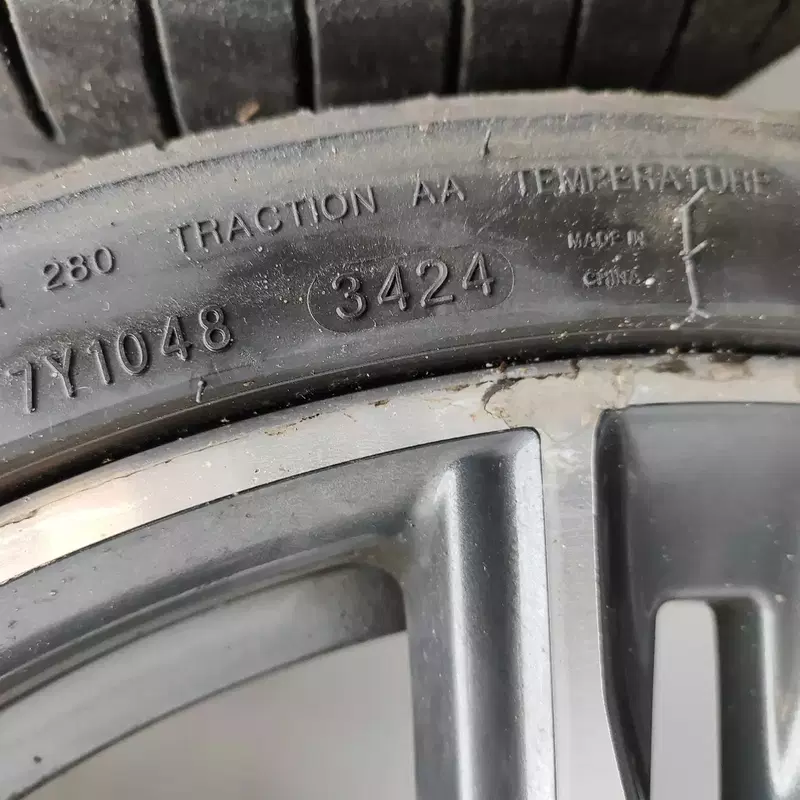 280 TRACTION AA TEMPERATURE
7Y1048 3424
MADE IN
CHINA